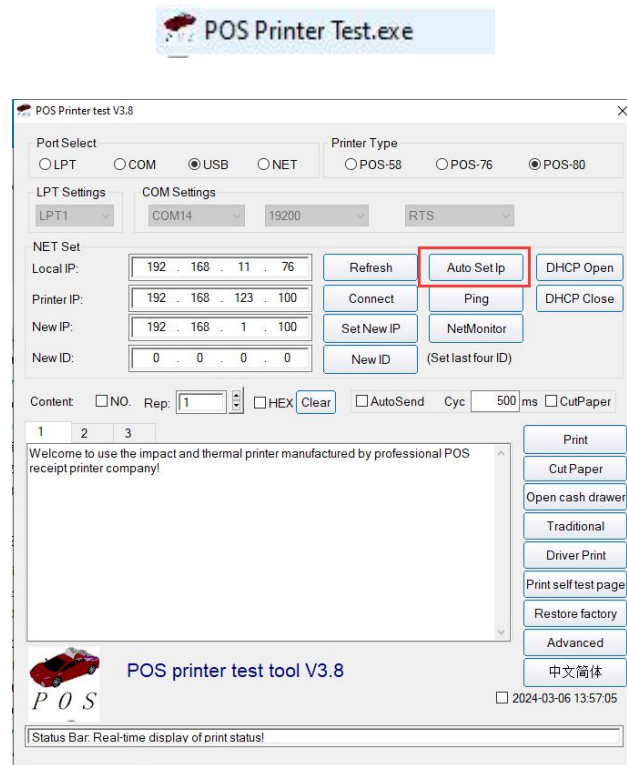 POS Printer Test.exe
POS Printer test V3.8
Port Select
LPT COM USB NET
Printer Type
POS-58 POS-76 POS-80
LPT Settings
LPT1
COM Settings
COM14 19200 RTS
NET Set
Local IP: 192 . 168 . 11 . 76 Refresh Auto Set Ip DHCP Open
Printer IP: 192 . 168 . 123 . 100 Connect Ping DHCP Close
New IP: 192 . 168 . 1 . 100 Set New IP NetMonitor
New ID: 0 . 0 . 0 . 0 New ID (Set last four ID)
Content: NO. Rep: 1 HEX Clear AutoSend Cyc 500 ms CutPaper
1 2 3
Welcome to use the impact and thermal printer manufactured by professional POS
receipt printer company!
Print
Cut Paper
Open cash drawer
Traditional
Driver Print
Print self test page
Restore factory
Advanced
中文简体
POS printer test tool V3.8
POS
2024-03-06 13:57:05
Status Bar: Real-time display of print status!